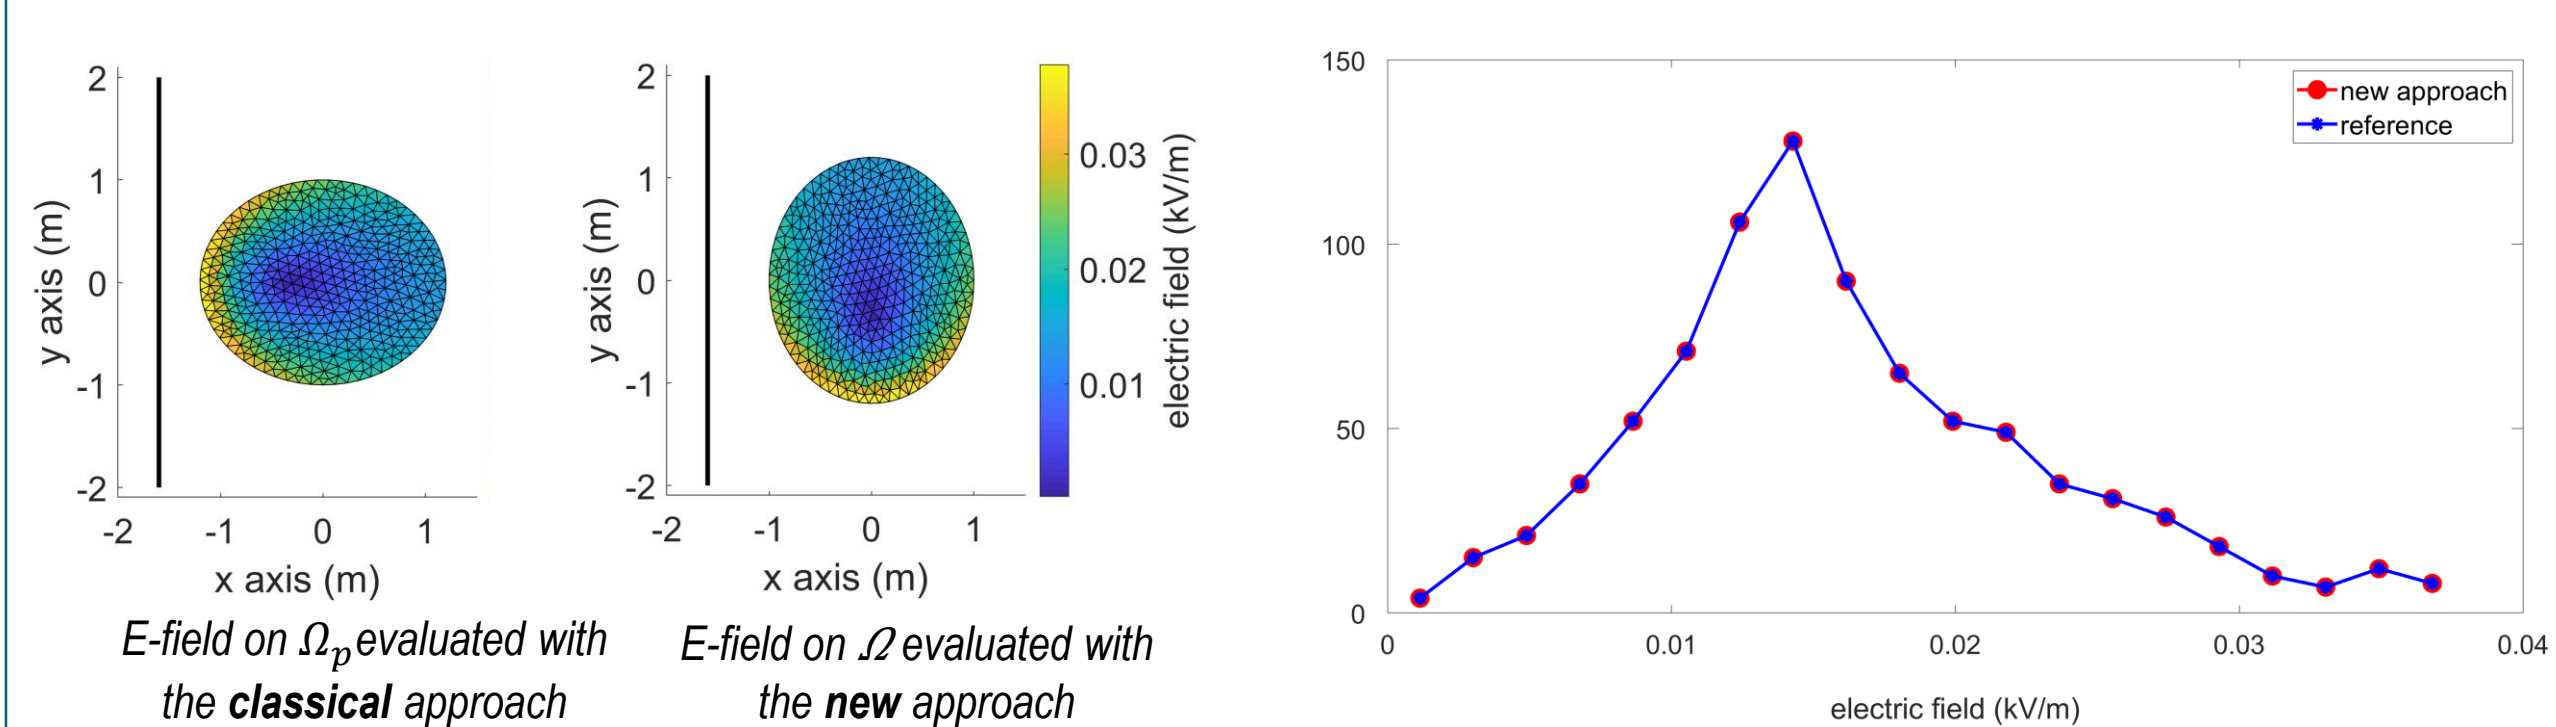 2
1
0
-1
-2
y axis (m)
-2
-1
0
1
x axis (m)
E-field on Ωp evaluated with
the classical approach
2
1
0
-1
-2
y axis (m)
-2
-1
0
1
x axis (m)
E-field on Ω evaluated with
the new approach
0.03
0.02
0.01
electric field (kV/m)
150
100
50
0
0
0.01
0.02
0.03
0.04
electric field (kV/m)
new approach
reference